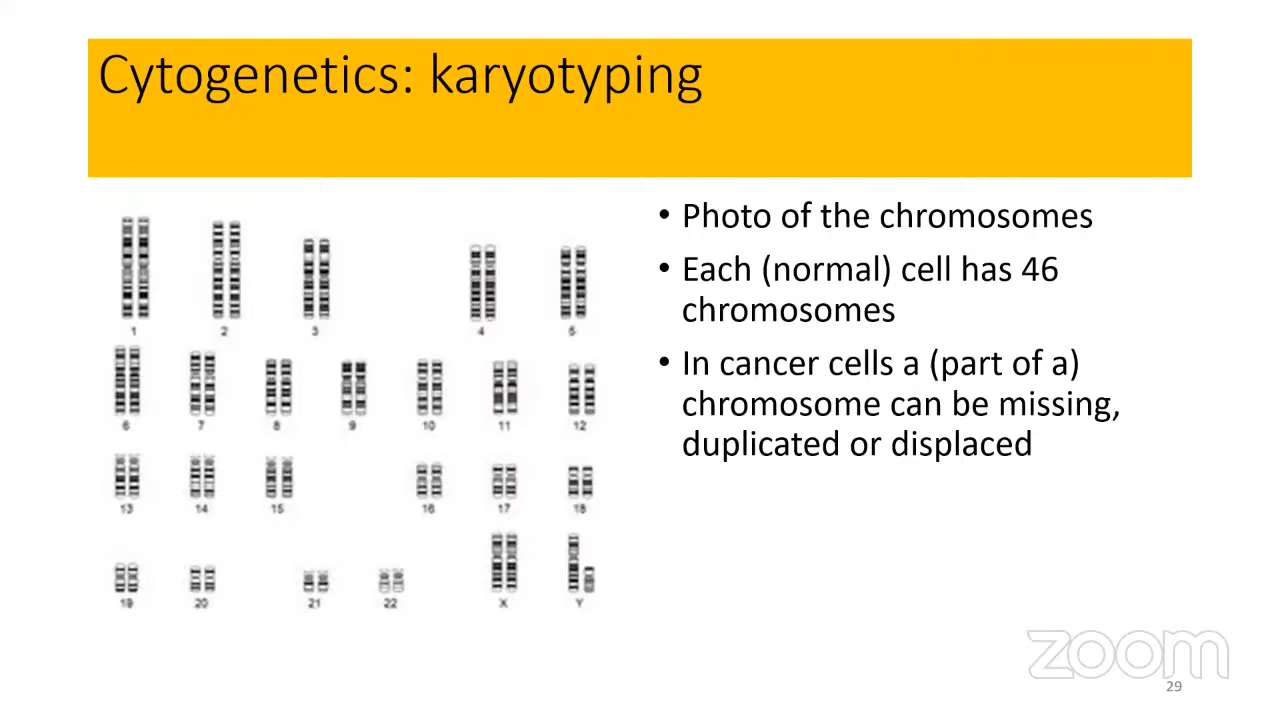 Cytogenetics: karyotyping
• Photo of the chromosomes
• Each (normal) cell has 46
chromosomes
• In cancer cells a (part of a)
chromosome can be missing,
duplicated or displaced
1 2 3 4 5
6 7 8 9 10 11 12
13 14 15 16 17 18
19 20 21 22 X Y
zoom
29